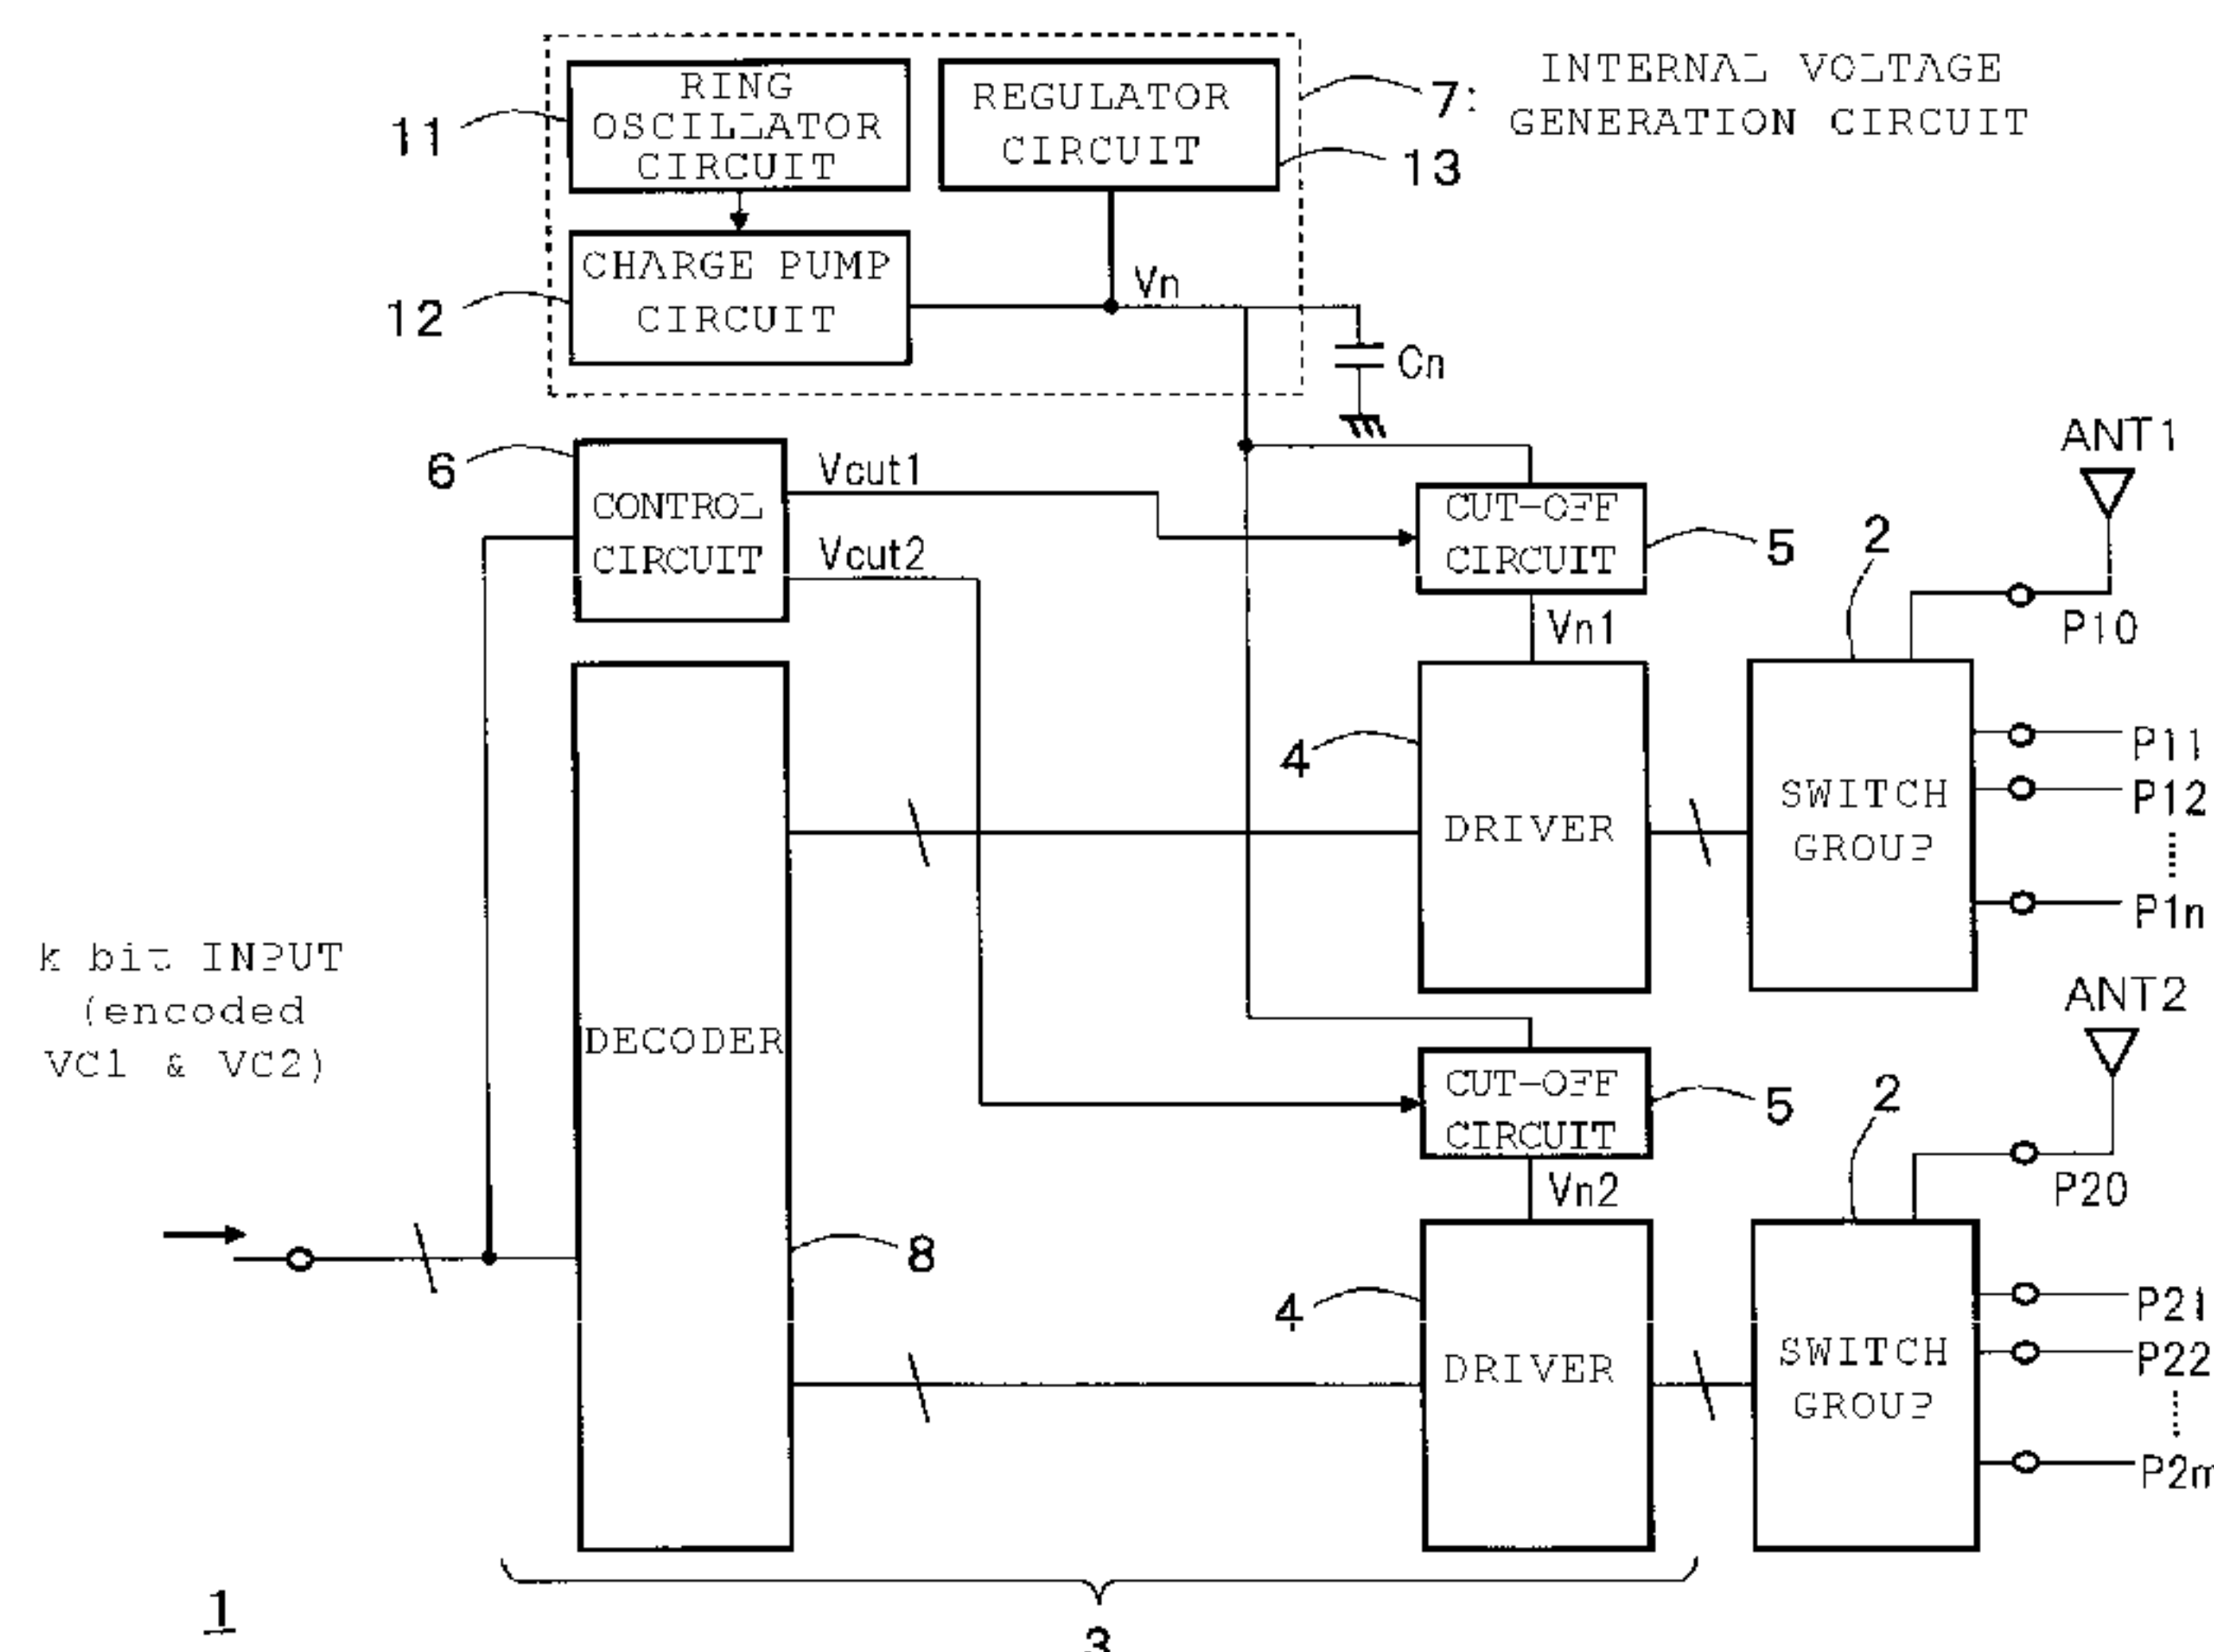 RING
OSCILLATOR
CIRCUIT
11
REGULATOR
CIRCUIT
13
7:
INTERNAL VOLTAGE
GENERATION CIRCUIT
CHARGE PUMP
CIRCUIT
12
Vn
Cn
6
CONTROL
CIRCUIT
Vcut1
Vcut2
CUT-OFF
CIRCUIT
5
Vn1
2
ANT1
P10
4
DRIVER
SWITCH
GROUP
P11
P12
P1n
k bit INPUT
(encoded
VC1 & VC2)
DECODER
8
CUT-OFF
CIRCUIT
5
Vn2
2
ANT2
P20
4
DRIVER
SWITCH
GROUP
P21
P22
P2m
1
3